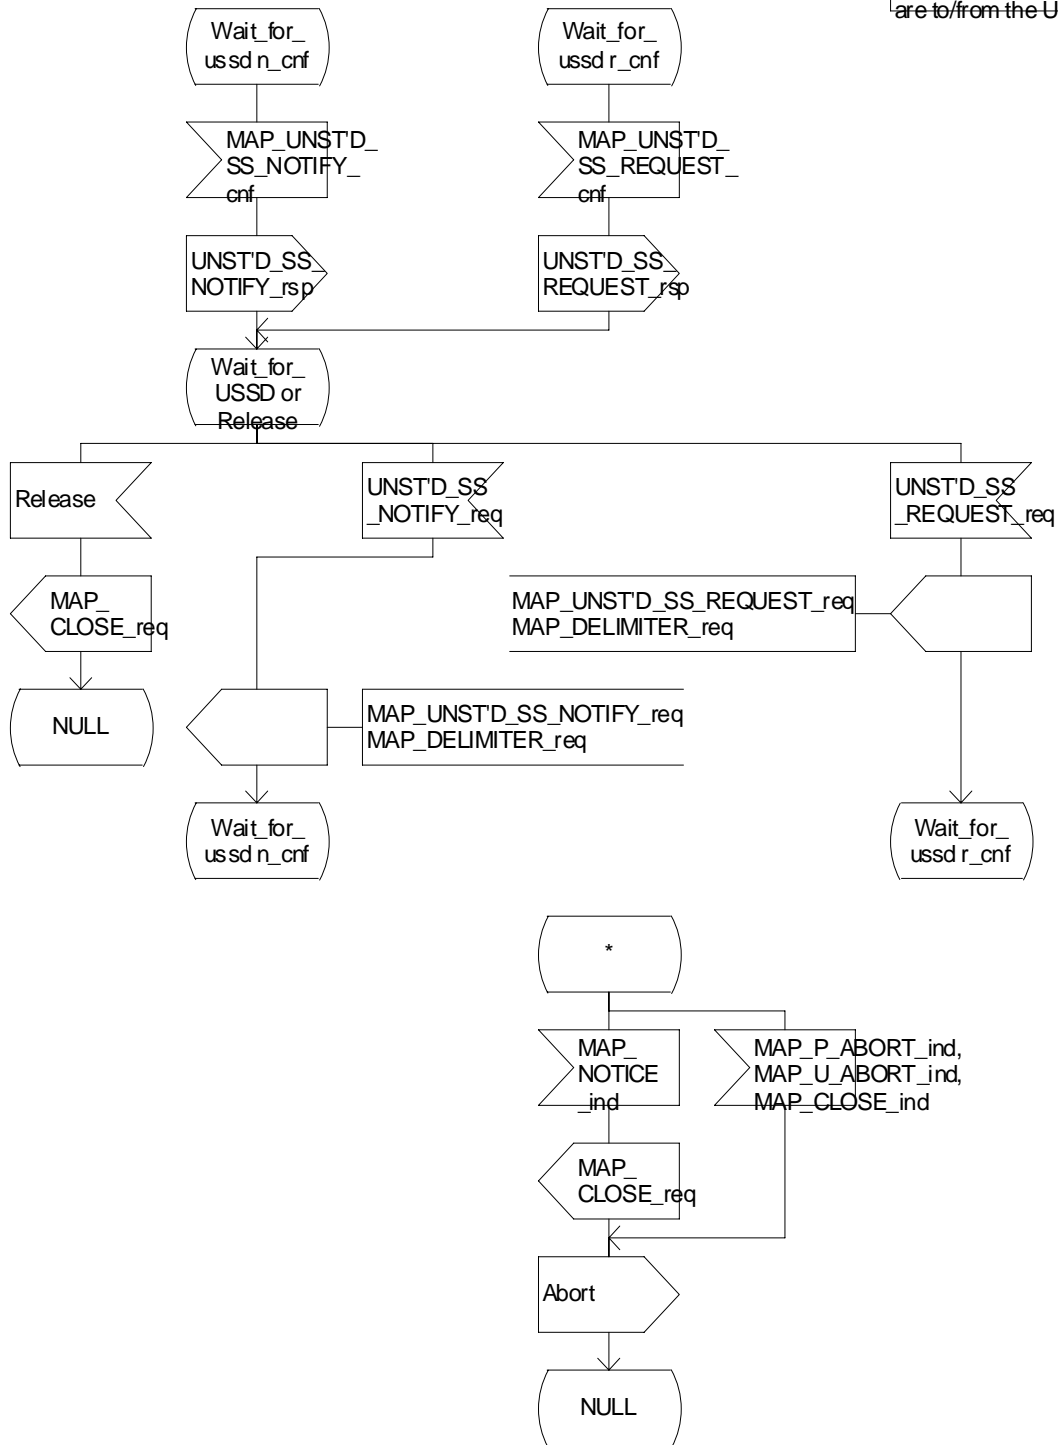 are to/from the U
Wait_for_
ussd n_cnf
Wait_for_
ussd r_cnf
MAP_UNST'D_
SS_NOTIFY_
cnf
MAP_UNST'D_
SS_REQUEST_
cnf
UNST'D_SS_
NOTIFY_rsp
UNST'D_SS_
REQUEST_rsp
Wait_for_
USSD or
Release
Release
UNST'D_SS
_NOTIFY_req
UNST'D_SS
_REQUEST_req
MAP_
CLOSE_req
MAP_UNST'D_SS_REQUEST_req
MAP_DELIMITER_req
NULL
MAP_UNST'D_SS_NOTIFY_req
MAP_DELIMITER_req
Wait_for_
ussd n_cnf
Wait_for_
ussd r_cnf
*
MAP_
NOTICE
_ind
MAP_P_ABORT_ind,
MAP_U_ABORT_ind,
MAP_CLOSE_ind
MAP_
CLOSE_req
Abort
NULL